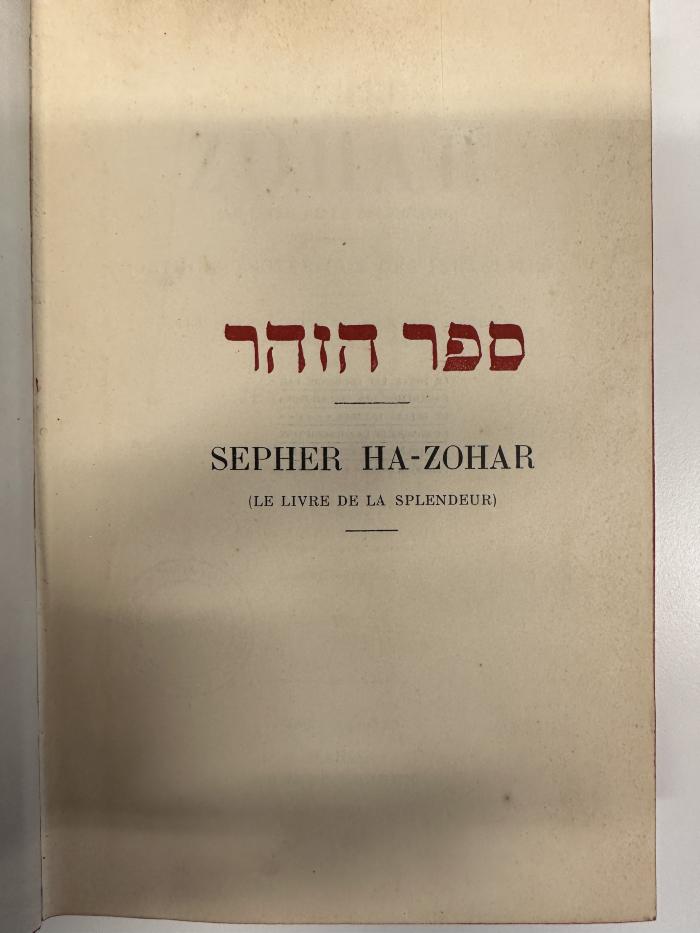 ספר הזהר
SEPHER HA-ZOHAR
(LE LIVRE DE LA SPLENDEUR)